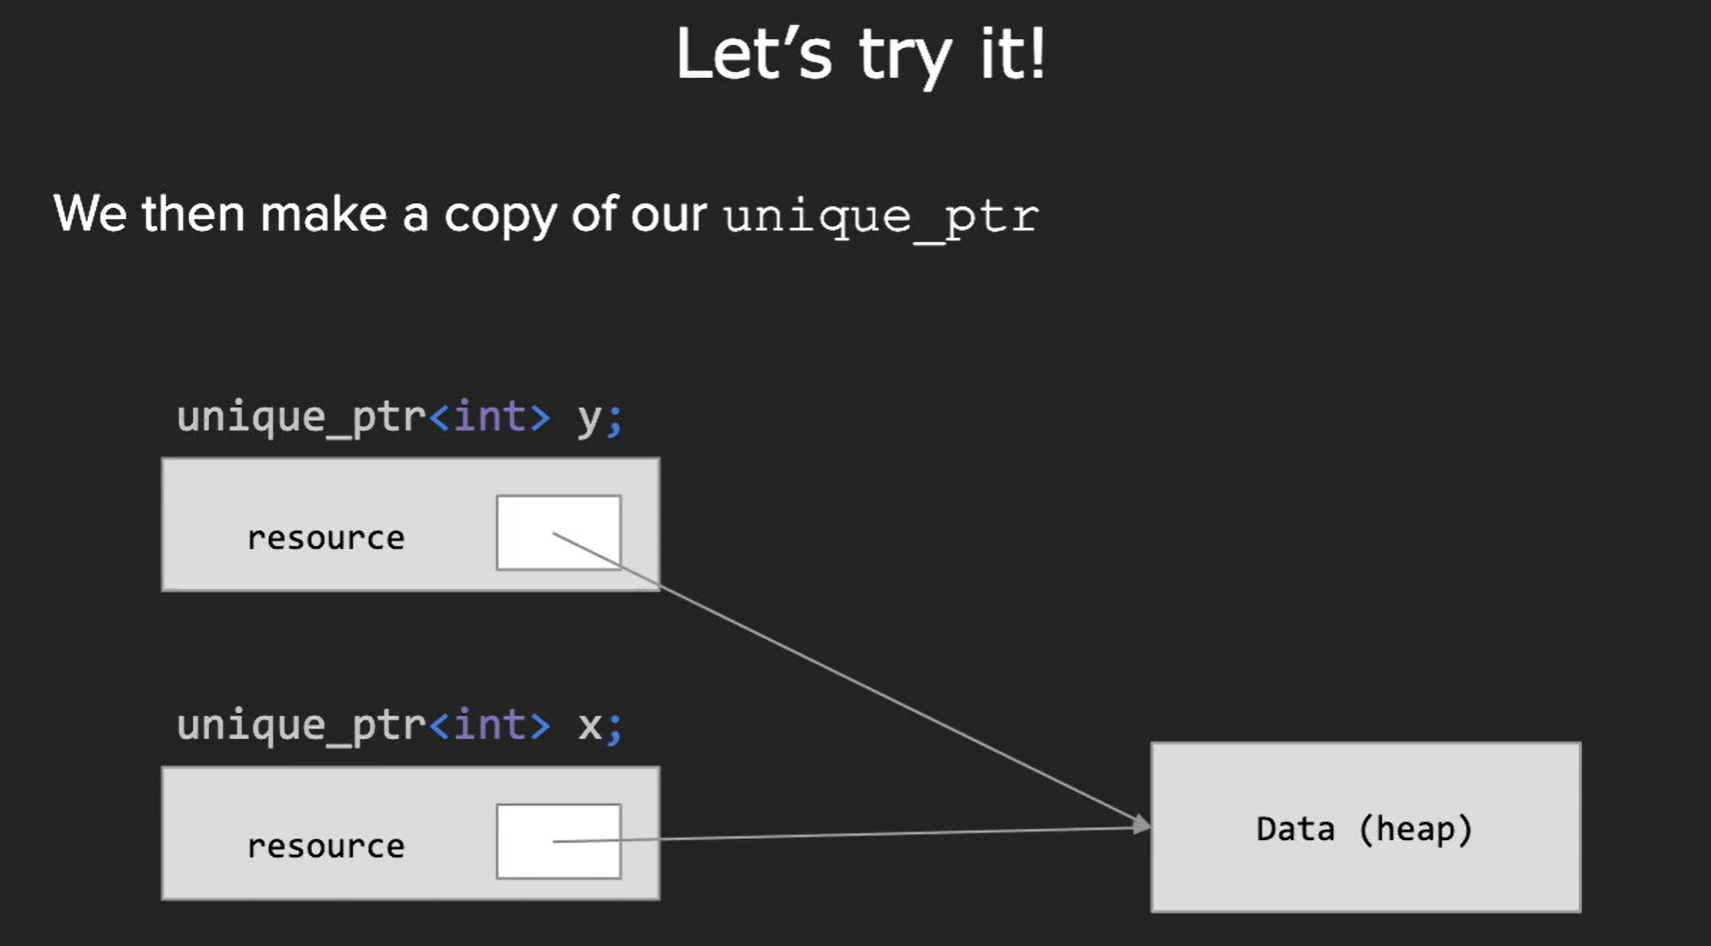 Let’s try it!
We then make a copy of our unique_ptr
unique_ptr<int> y;
resource
unique_ptr<int> x;
resource
Data (heap)